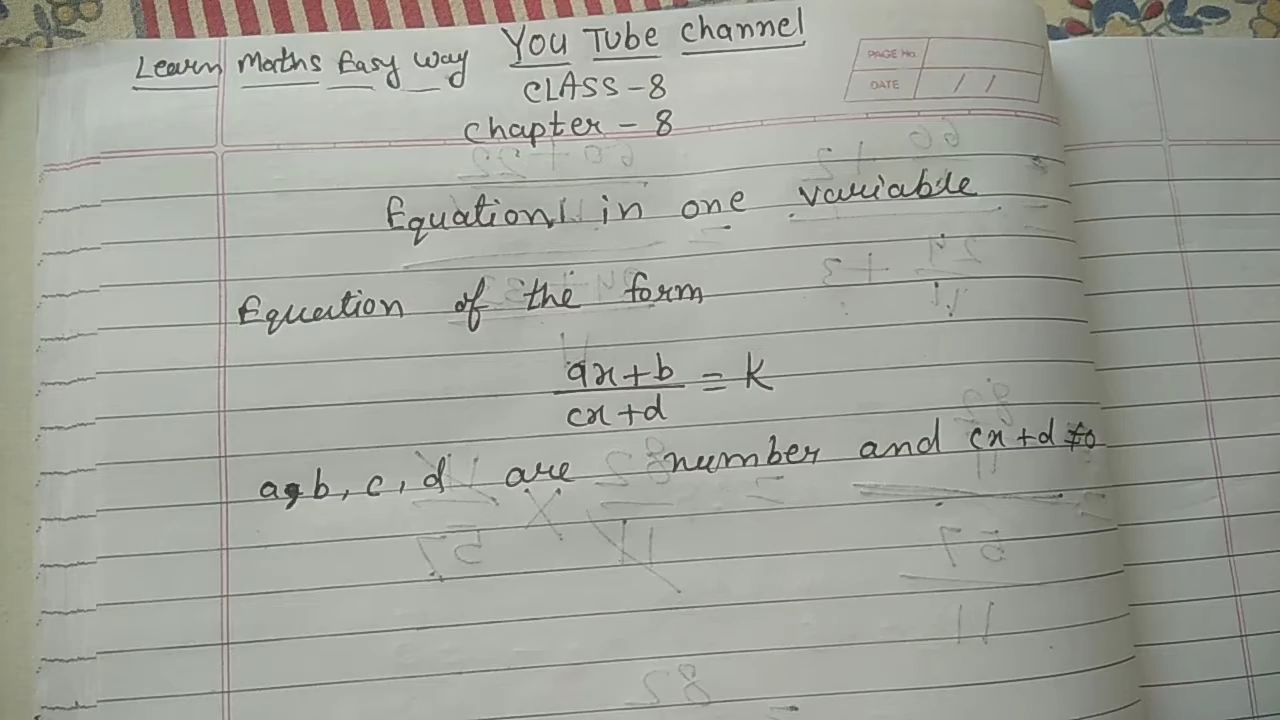 Learn Maths Easy Way YouTube channel
CLASS-8
Chapter - 8
PAGE No.
DATE / /
Equation in one variable
Equation of the form
ax+b
cx+d = k
a, b, c, d are number and cx+d ≠0